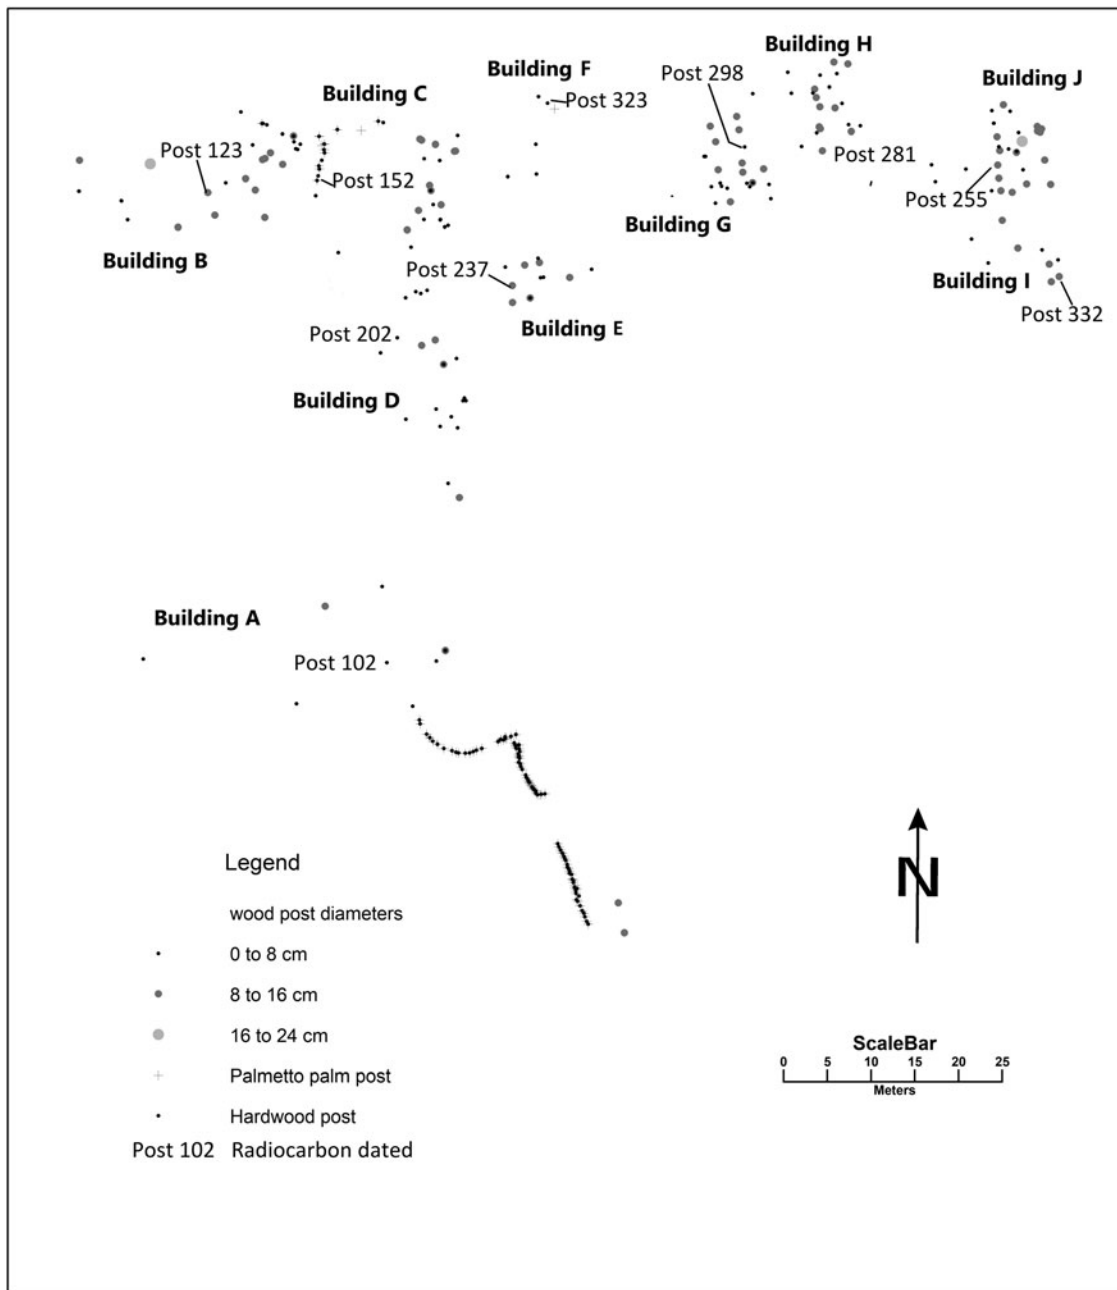 Building H
Building F
Post 298
Building J
Building C
Post 323
Post 123
Post 281
Post 152
Post 255
Building G
Building B
Post 237
Building I
Post 332
Building E
Post 202
Building D
Building A
Post 102
N
Legend
wood post diameters
0 to 8 cm
8 to 16 cm
16 to 24 cm
Palmetto palm post
Hardwood post
Post 102 Radiocarbon dated
ScaleBar
0 5 10 15 20 25
Meters